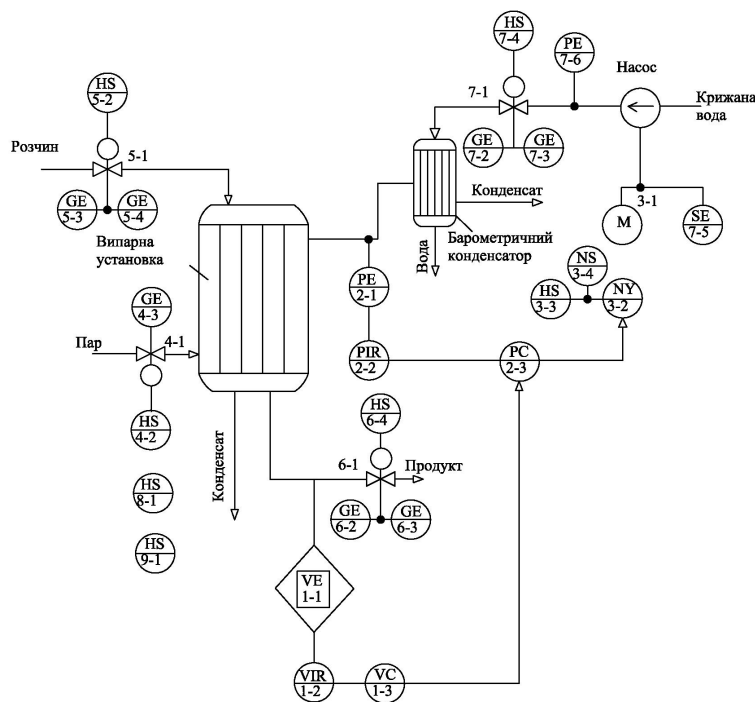 HS
7-4
PE
7-6
Насос
HS
5-2
7-1
Крижана
вода
Розчин
5-1
GE
7-2
GE
7-3
GE
5-3
GE
5-4
Конденсат
M
3-1
SE
7-5
Випарна
установка
Вода
Барометричний
конденсатор
PE
2-1
NS
3-4
HS
3-3
NY
3-2
GE
4-3
Пар
4-1
PIR
2-2
PC
2-3
HS
4-2
HS
6-4
Конденсат
6-1
Продукт
HS
8-1
GE
6-2
GE
6-3
HS
9-1
VE
1-1
VIR
1-2
VC
1-3